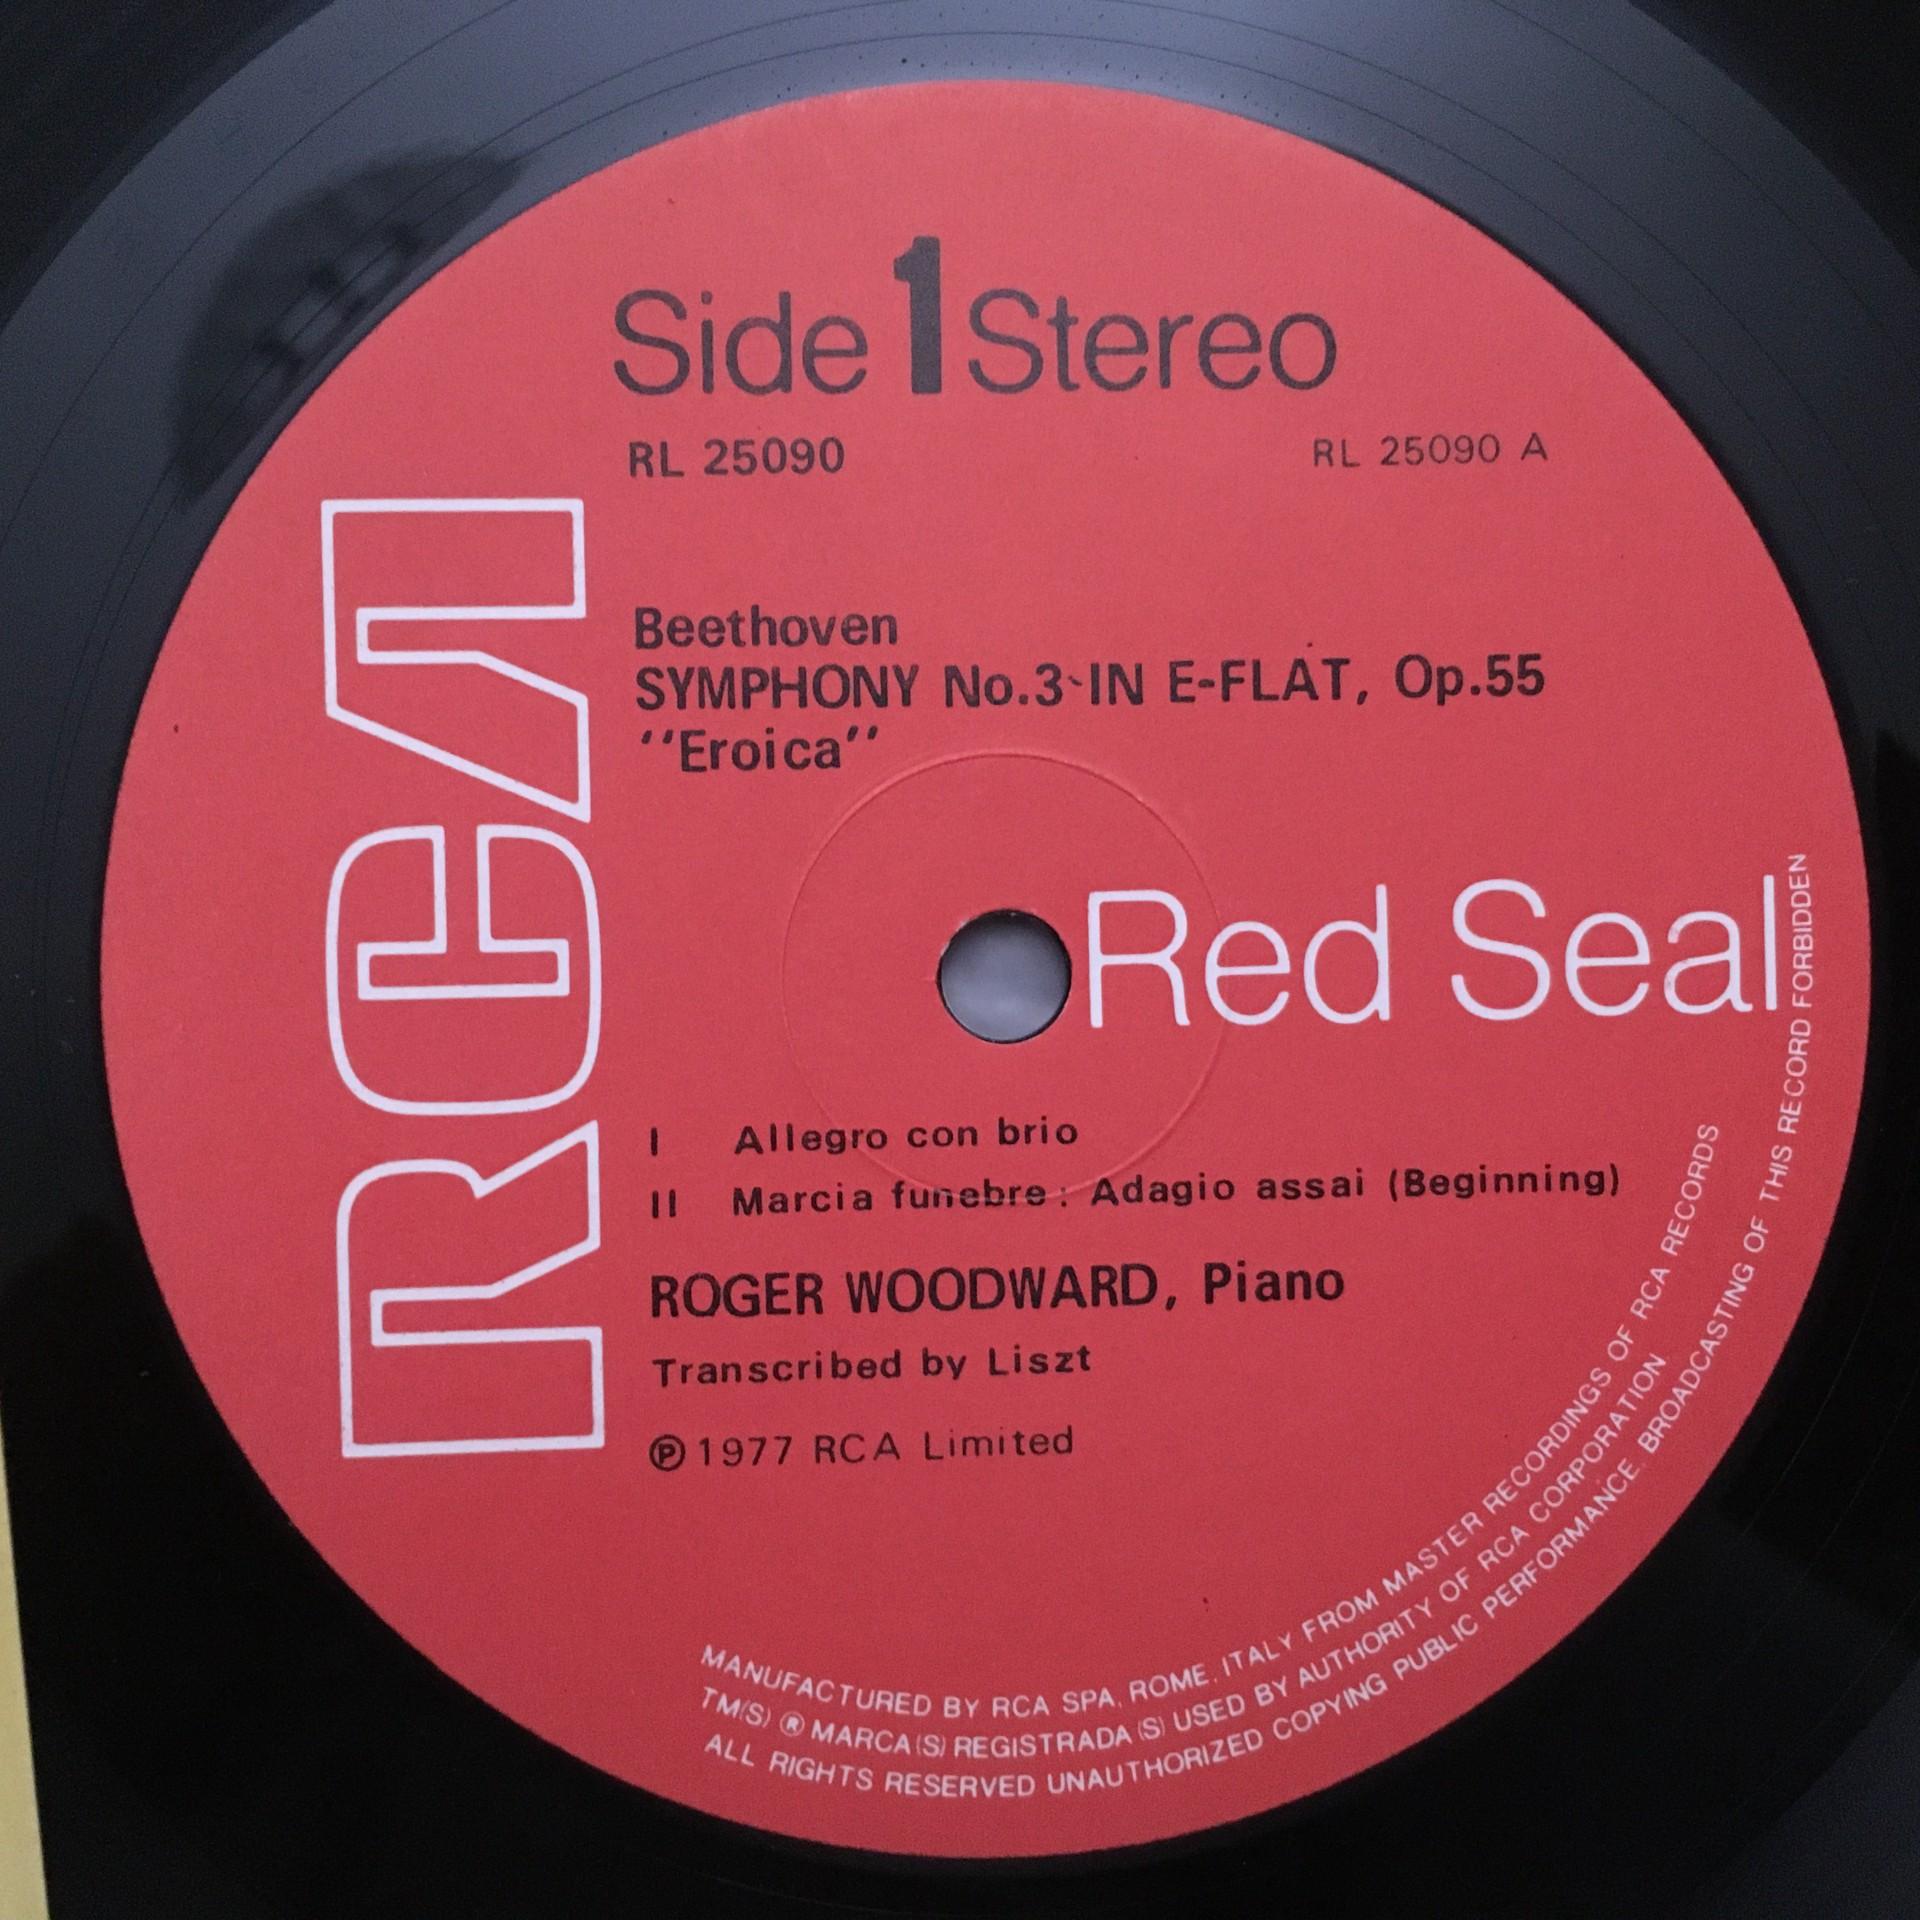 Side 1 Stereo
RL 25090 RL 25090 A
RCA
Beethoven
SYMPHONY No.3 IN E-FLAT, Op.55
‘‘Eroica’’
Red Seal
I Allegro con brio
II Marcia funebre: Adagio assai (Beginning)
ROGER WOODWARD, Piano
Transcribed by Liszt
℗ 1977 RCA Limited
MANUFACTURED BY RCA SPA, ROME, ITALY FROM MASTER RECORDINGS OF RCA RECORDS
TM(S) ® MARCA(S) REGISTRADA(S) USED BY AUTHORITY OF RCA CORPORATION
ALL RIGHTS RESERVED UNAUTHORIZED COPYING PUBLIC PERFORMANCE, BROADCASTING OF THIS RECORD FORBIDDEN